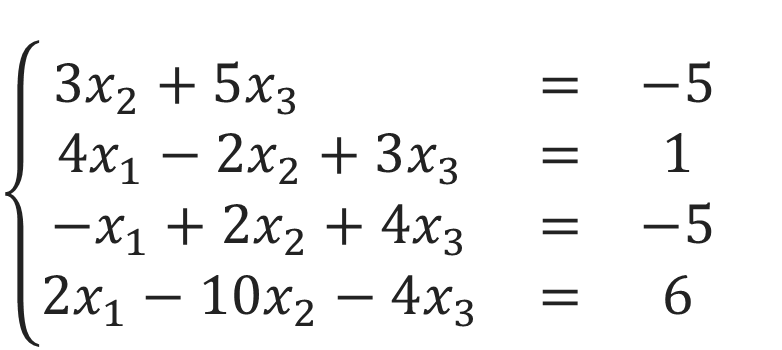 3x₂ + 5x₃ = −5
4x₁ − 2x₂ + 3x₃ = 1
−x₁ + 2x₂ + 4x₃ = −5
2x₁ − 10x₂ − 4x₃ = 6